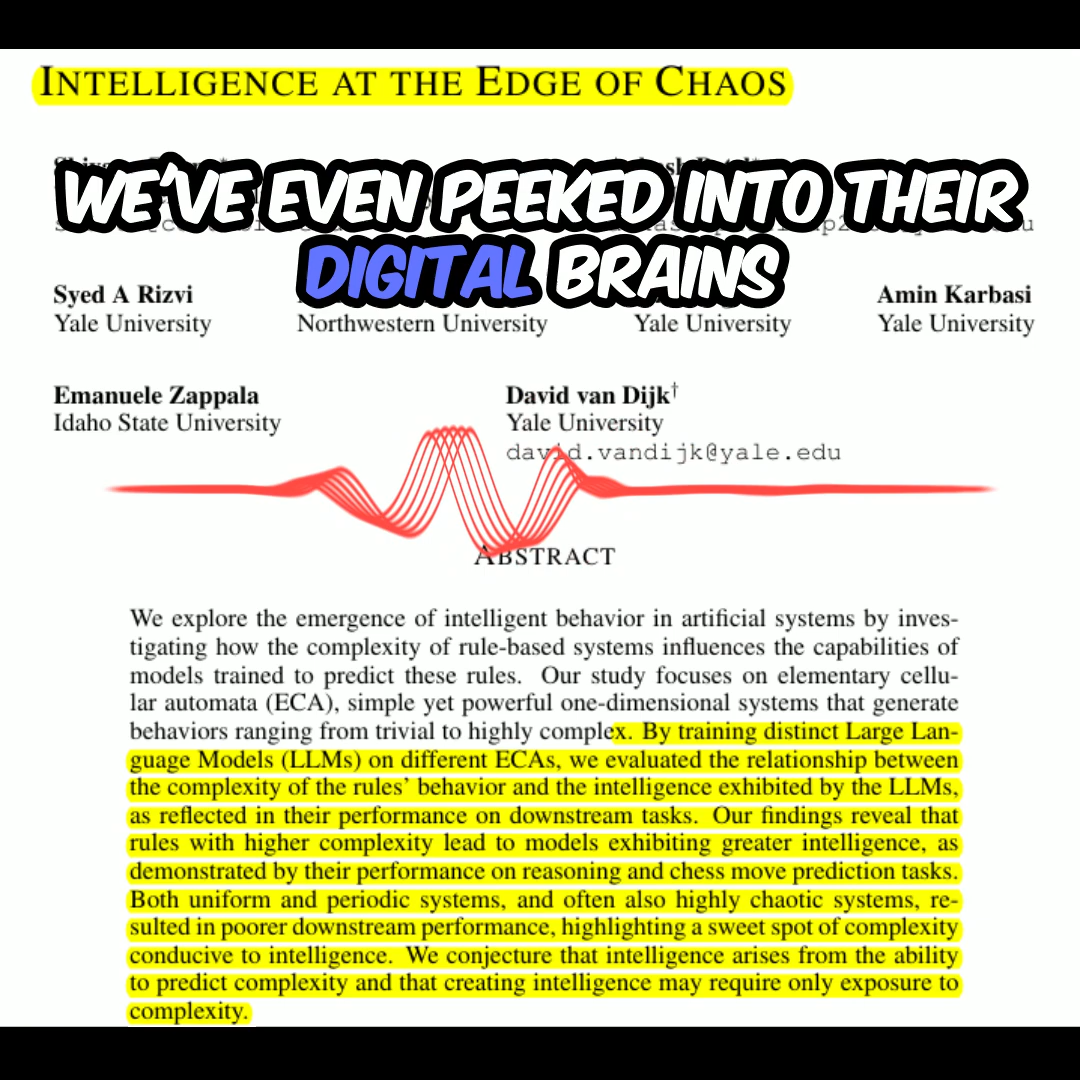 INTELLIGENCE AT THE EDGE OF CHAOS
WE'VE EVEN PEEKED INTO THEIR
DIGITAL BRAINS
Syed A Rizvi Amin Karbasi
Yale University Northwestern University Yale University Yale University
Emanuele Zappala David van Dijk†
Idaho State University Yale University
david.vandijk@yale.edu
ABSTRACT
We explore the emergence of intelligent behavior in artificial systems by inves-
tigating how the complexity of rule-based systems influences the capabilities of
models trained to predict these rules. Our study focuses on elementary cellu-
lar automata (ECA), simple yet powerful one-dimensional systems that generate
behaviors ranging from trivial to highly complex. By training distinct Large Lan-
guage Models (LLMs) on different ECAs, we evaluated the relationship between
the complexity of the rules' behavior and the intelligence exhibited by the LLMs,
as reflected in their performance on downstream tasks. Our findings reveal that
rules with higher complexity lead to models exhibiting greater intelligence, as
demonstrated by their performance on reasoning and chess move prediction tasks.
Both uniform and periodic systems, and often also highly chaotic systems, re-
sulted in poorer downstream performance, highlighting a sweet spot of complexity
conducive to intelligence. We conjecture that intelligence arises from the ability
to predict complexity and that creating intelligence may require only exposure to
complexity.